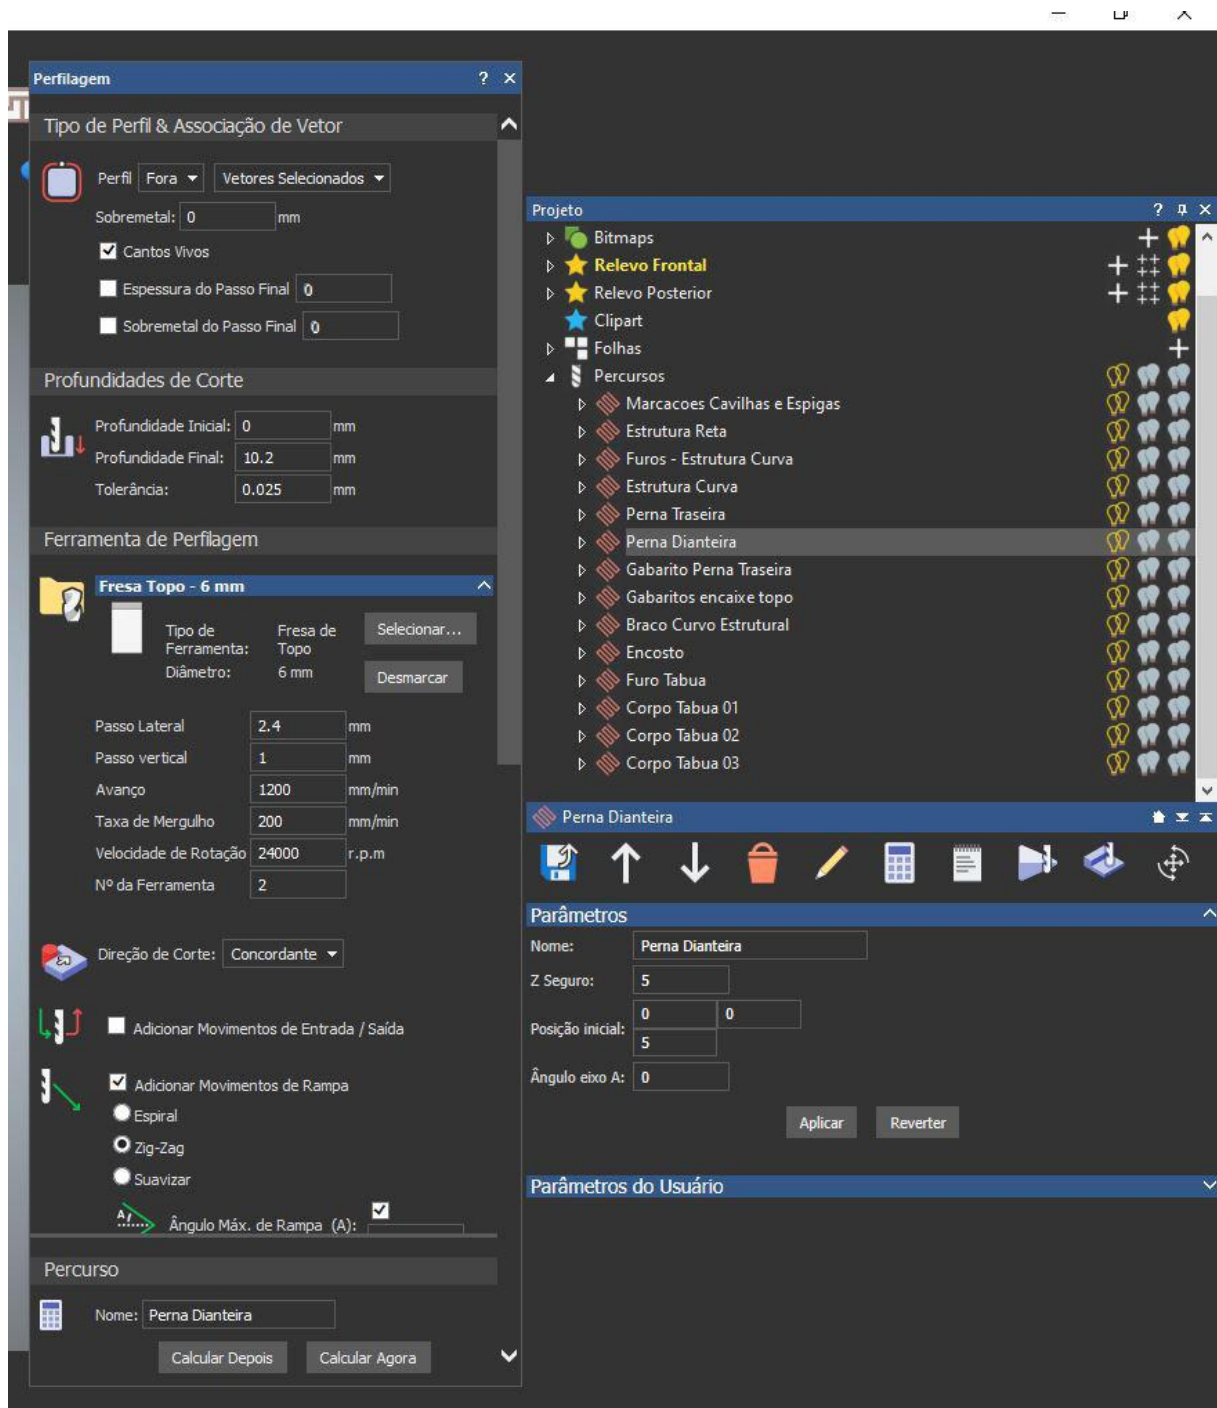 Perfilagem ? ×
Tipo de Perfil & Associação de Vetor
Perfil Fora Vetores Selecionados
Sobremetal: 0 mm
Cantos Vivos
Espessura do Passo Final 0
Sobremetal do Passo Final 0
Profundidades de Corte
Profundidade Inicial: 0 mm
Profundidade Final: 10.2 mm
Tolerância: 0.025 mm
Ferramenta de Perfilagem
Fresa Topo - 6 mm
Tipo de Ferramenta: Fresa de Topo
Selecionar...
Diâmetro: 6 mm
Desmarcar
Passo Lateral 2.4 mm
Passo vertical 1 mm
Avanço 1200 mm/min
Taxa de Mergulho 200 mm/min
Velocidade de Rotação 24000 r.p.m
Nº da Ferramenta 2
Direção de Corte: Concordante
Adicionar Movimentos de Entrada / Saída
Adicionar Movimentos de Rampa
Espiral
Zig-Zag
Suavizar
A Ângulo Máx. de Rampa (A):
Percurso
Nome: Perna Dianteira
Calcular Depois Calcular Agora
Projeto ?
Bitmaps
Relevo Frontal
Relevo Posterior
Clipart
Folhas
Percursos
Marcacoes Cavilhas e Espigas
Estrutura Reta
Furos - Estrutura Curva
Estrutura Curva
Perna Traseira
Perna Dianteira
Gabarito Perna Traseira
Gabaritos encaixe topo
Braco Curvo Estrutural
Encosto
Furo Tabua
Corpo Tabua 01
Corpo Tabua 02
Corpo Tabua 03
Perna Dianteira
Parâmetros
Nome: Perna Dianteira
Z Seguro: 5
Posição inicial: 0 0
5
Ângulo eixo A: 0
Aplicar Reverter
Parâmetros do Usuário